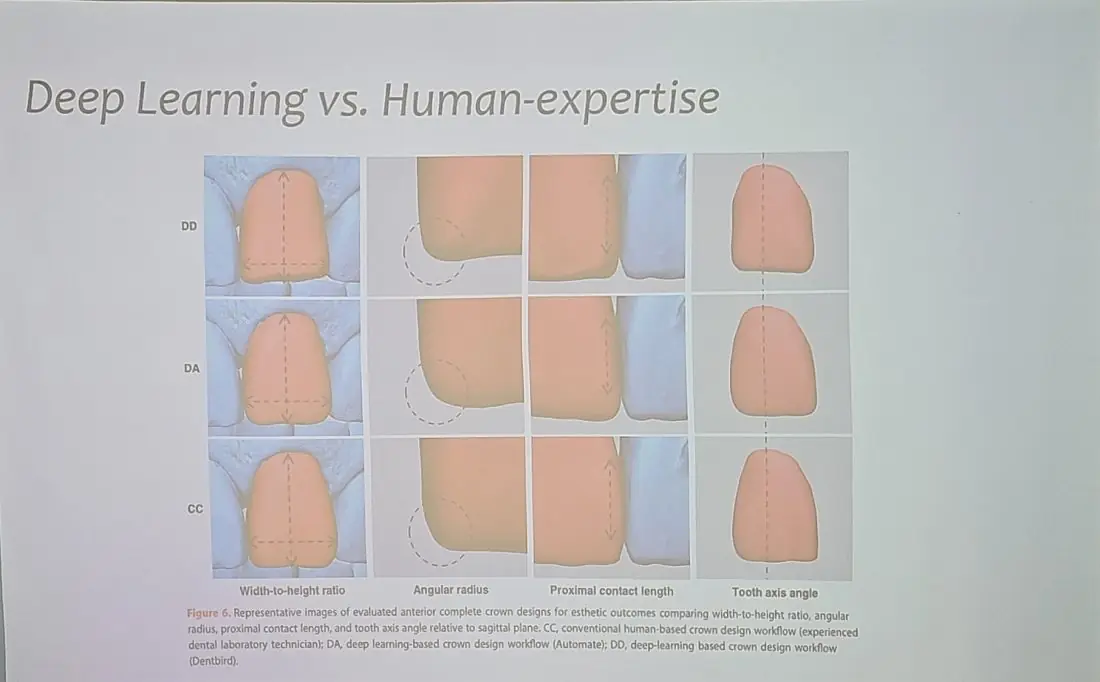 Deep Learning vs. Human-expertise
DD
DA
CC
Width-to-height ratio
Angular radius
Proximal contact length
Tooth axis angle
Figure 6. Representative images of evaluated anterior complete crown designs for esthetic outcomes comparing width-to-height ratio, angular
radius, proximal contact length, and tooth axis angle relative to sagittal plane. CC, conventional human-based crown design workflow (experienced
dental laboratory technician); DA, deep learning-based crown design workflow (Automate); DD, deep-learning based crown design workflow
(Dentbird).